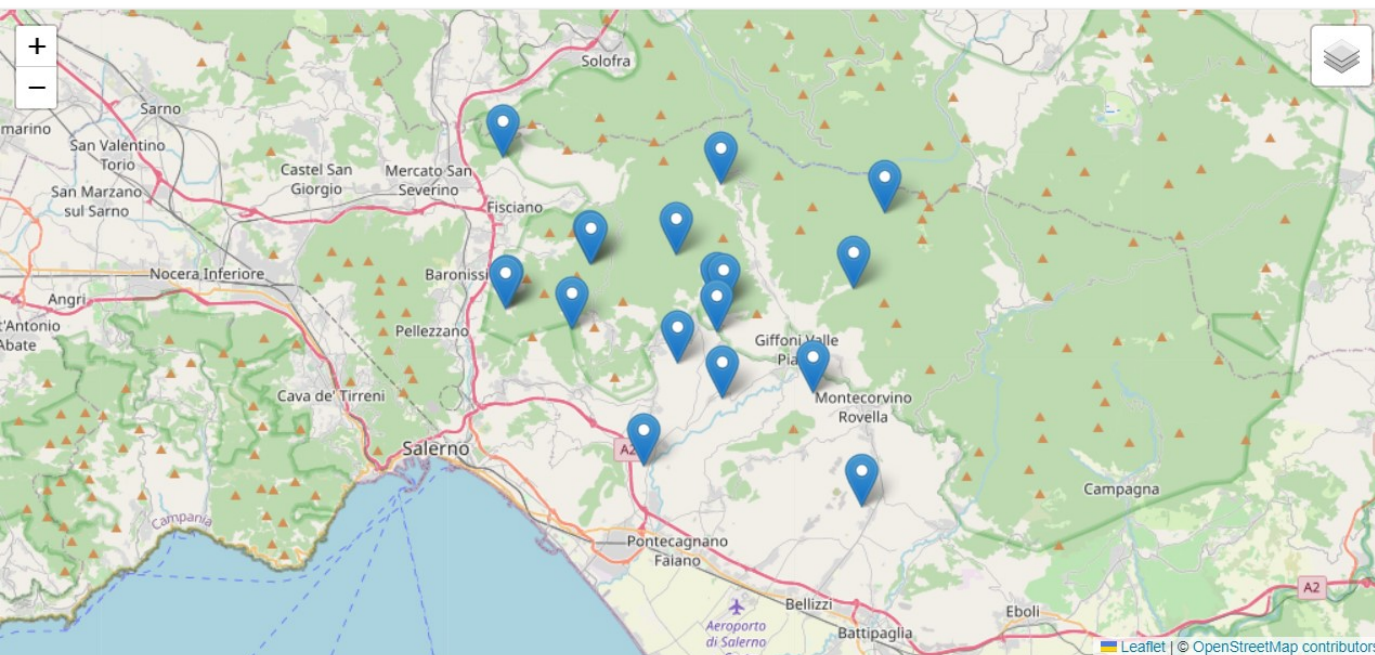 +
−
Solofra
Sarno
marino
San Valentino
Torio
Castel San
Giorgio
Mercato San
Severino
San Marzano
sul Sarno
Fisciano
Nocera Inferiore
Baronissi
Angri
t'Antonio
Abate
Pellezzano
Giffoni Valle
Cava de' Tirreni
Montecorvino
Rovella
Salerno
A2
Campagna
Campania
Pontecagnano
Faiano
A2
Bellizzi
Eboli
Aeroporto
di Salerno
Battipaglia
Leaflet | © OpenStreetMap contributors